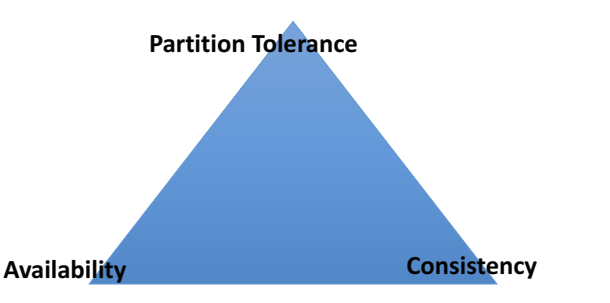 Partition Tolerance
Availability
Consistency